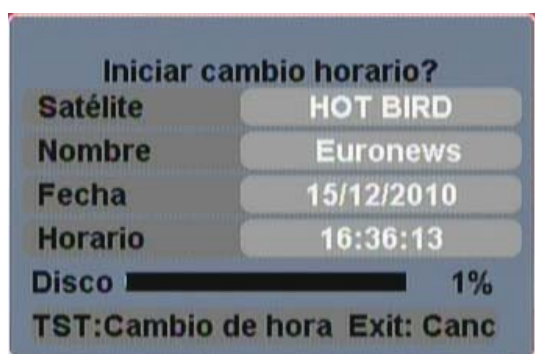 Iniciar cambio horario?
Satélite HOT BIRD
Nombre Euronews
Fecha 15/12/2010
Horario 16:36:13
Disco 1%
TST:Cambio de hora Exit: Canc